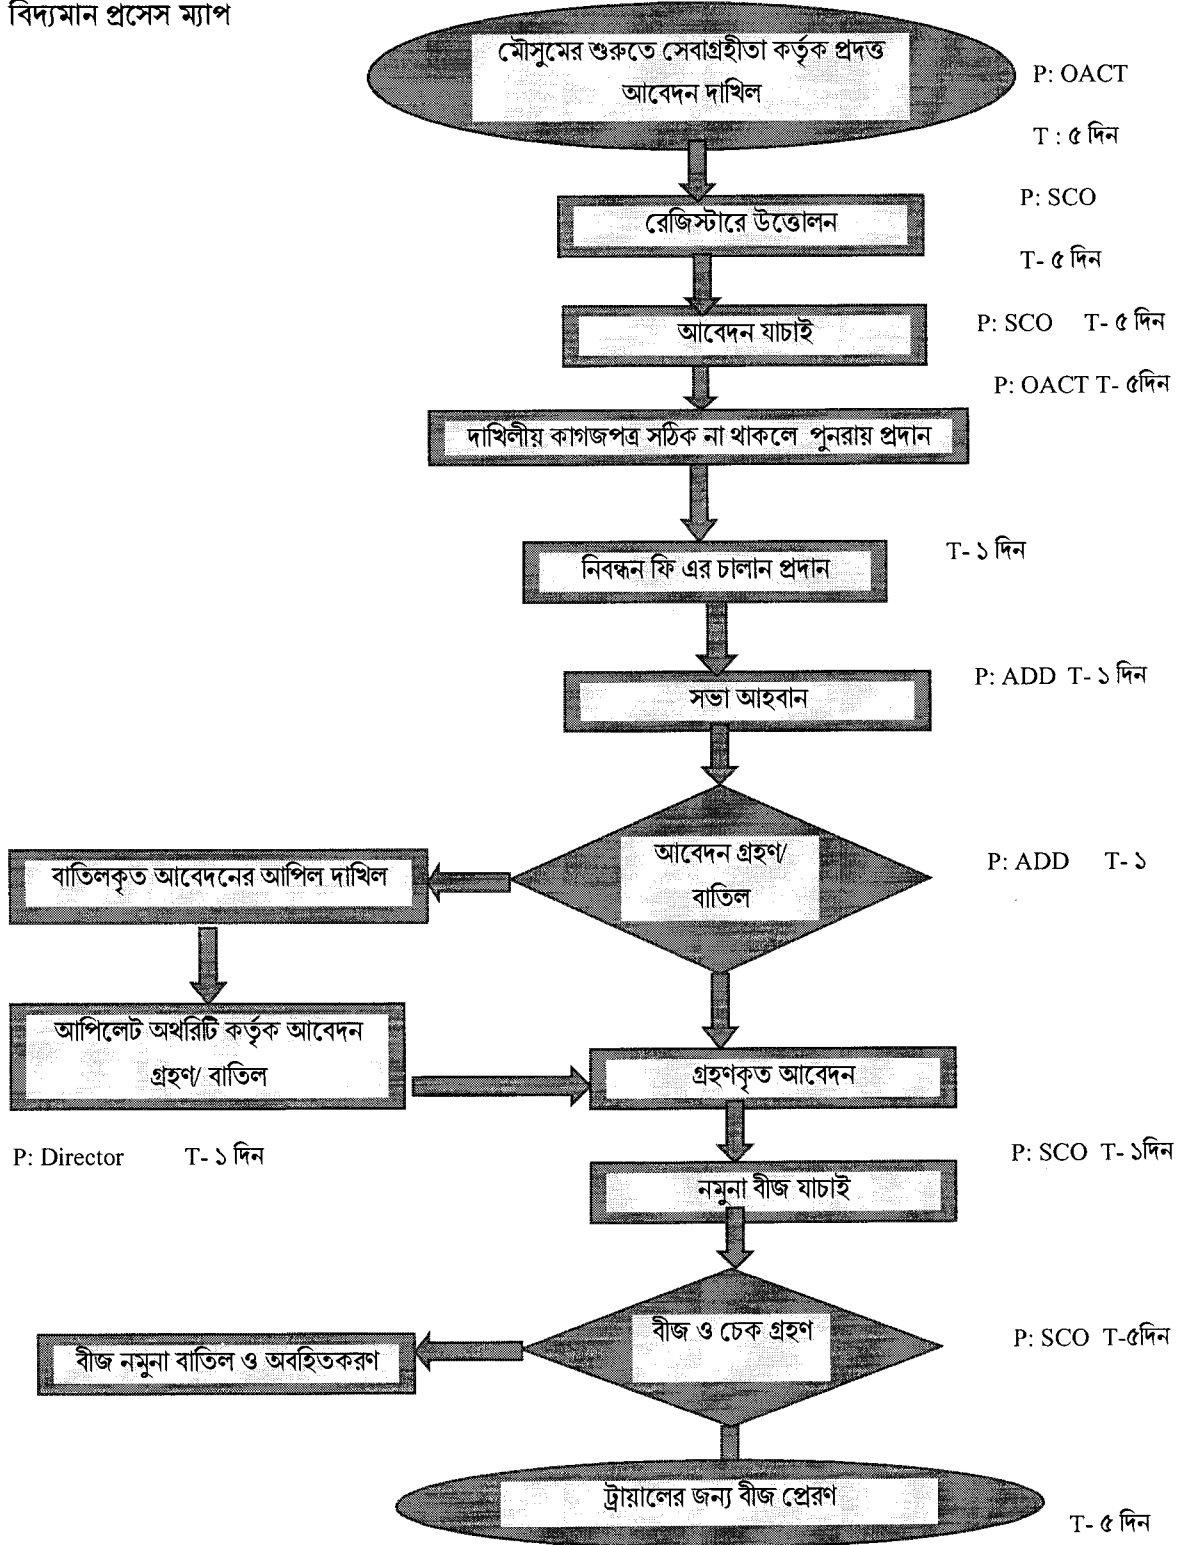 বিদ্যমান প্রসেস ম্যাপ
মৌসুমের শুরুতে সেবাগ্রহীতা কর্তৃক প্রদত্ত
আবেদন দাখিল
P: OACT
T : ৫ দিন
রেজিস্টারে উত্তোলন
P: SCO
T- ৫ দিন
আবেদন যাচাই
P: SCO T- ৫ দিন
P: OACT T- ৫দিন
দাখিলীয় কাগজপত্র সঠিক না থাকলে পুনরায় প্রদান
নিবন্ধন ফি এর চালান প্রদান
T- ১ দিন
সভা আহবান
P: ADD T- ১ দিন
আবেদন গ্রহণ/
বাতিল
P: ADD T- ১
বাতিলকৃত আবেদনের আপিল দাখিল
আপিলেট অথরিটি কর্তৃক আবেদন
গ্রহণ/ বাতিল
P: Director T- ১ দিন
গ্রহণকৃত আবেদন
P: SCO T- ১দিন
নমুনা বীজ যাচাই
বীজ ও চেক গ্রহণ
P: SCO T-৫দিন
বীজ নমুনা বাতিল ও অবহিতকরণ
ট্রায়ালের জন্য বীজ প্রেরণ
T- ৫ দিন